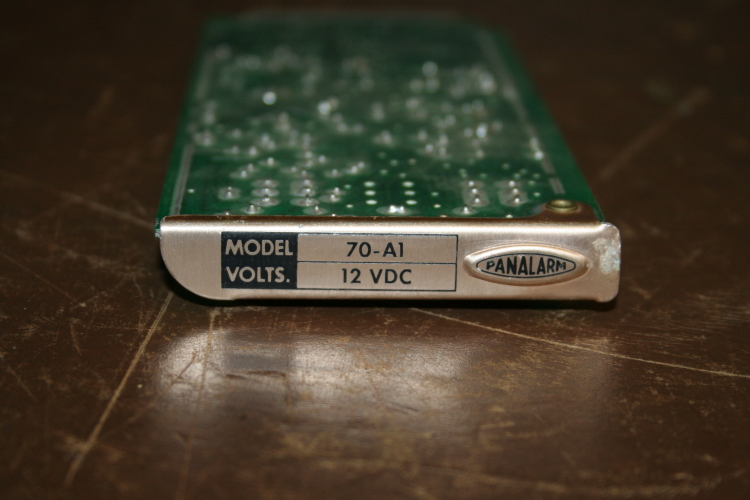 MODEL 70-A1
VOLTS. 12 VDC
PANALARM